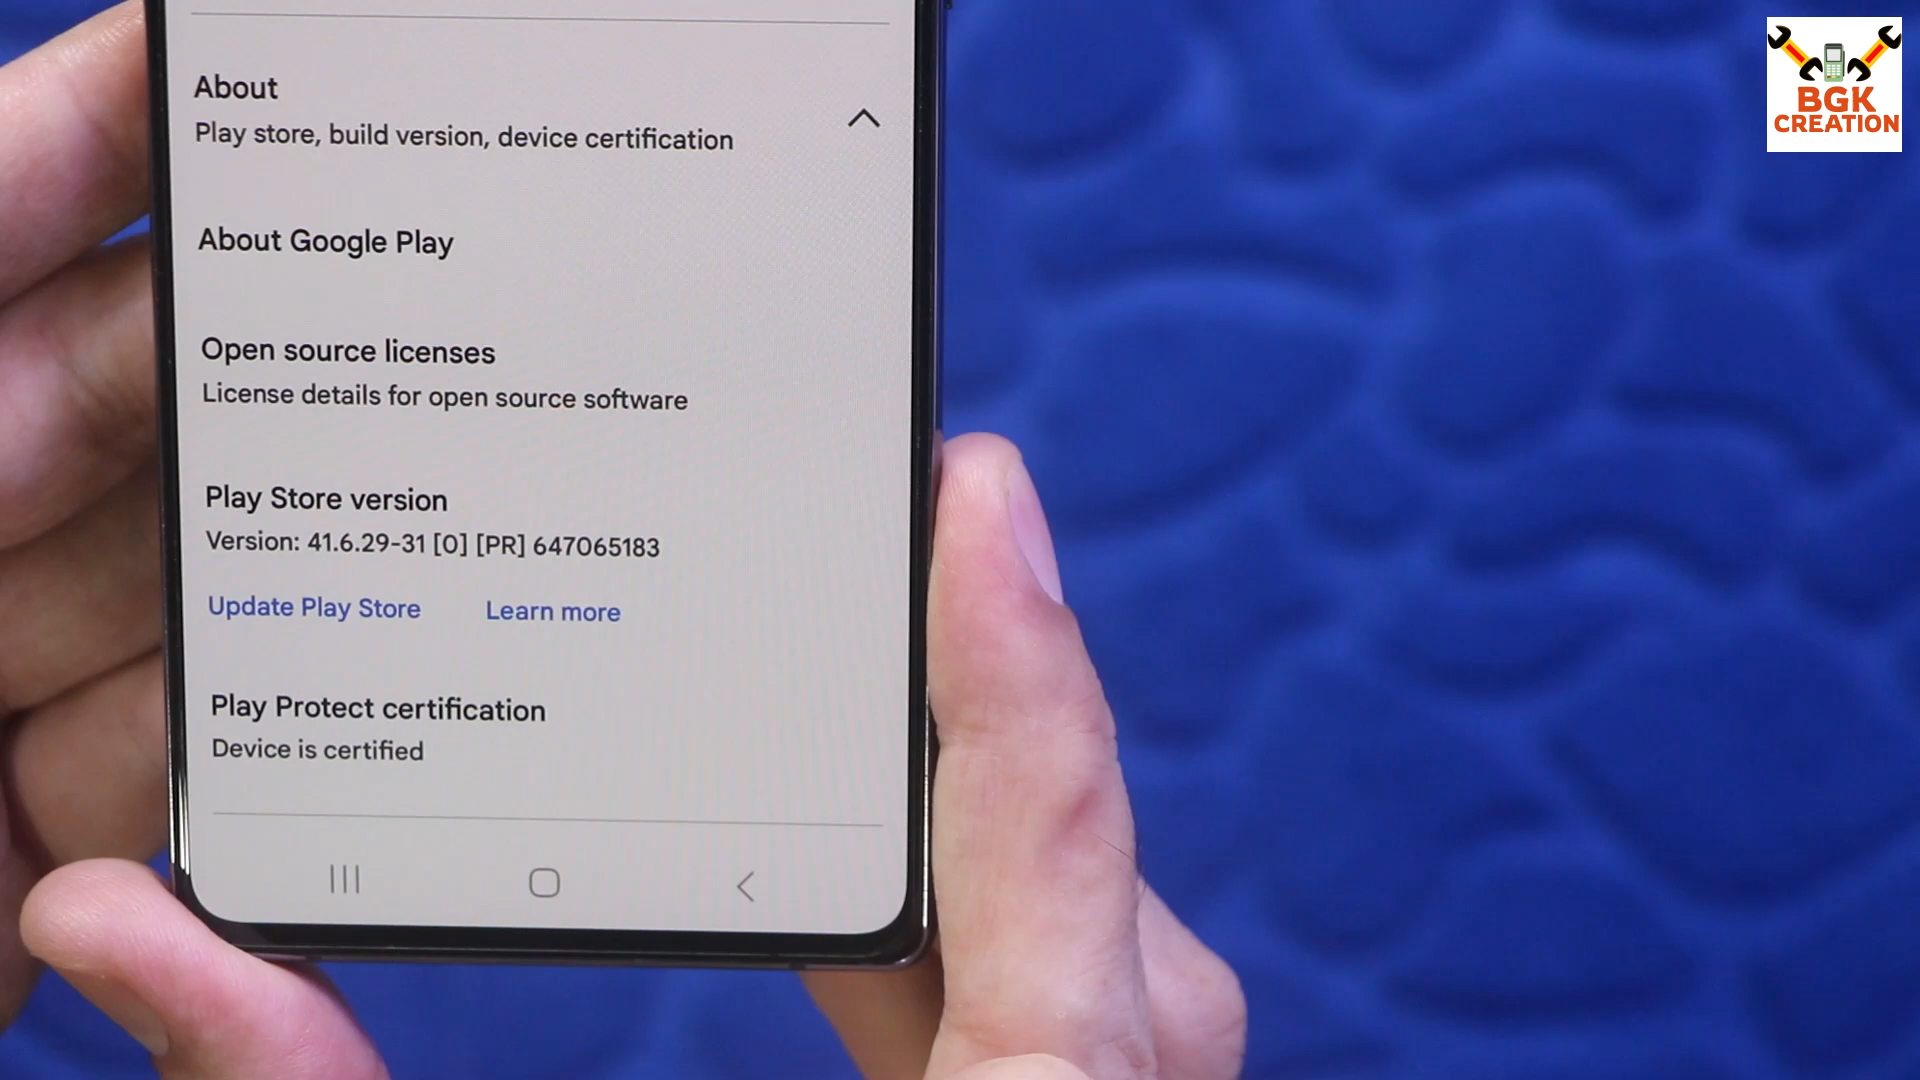 About
Play store, build version, device certification
About Google Play
Open source licenses
License details for open source software
Play Store version
Version: 41.6.29-31 [0] [PR] 647065183
Update Play Store
Learn more
Play Protect certification
Device is certified
BGK
CREATION